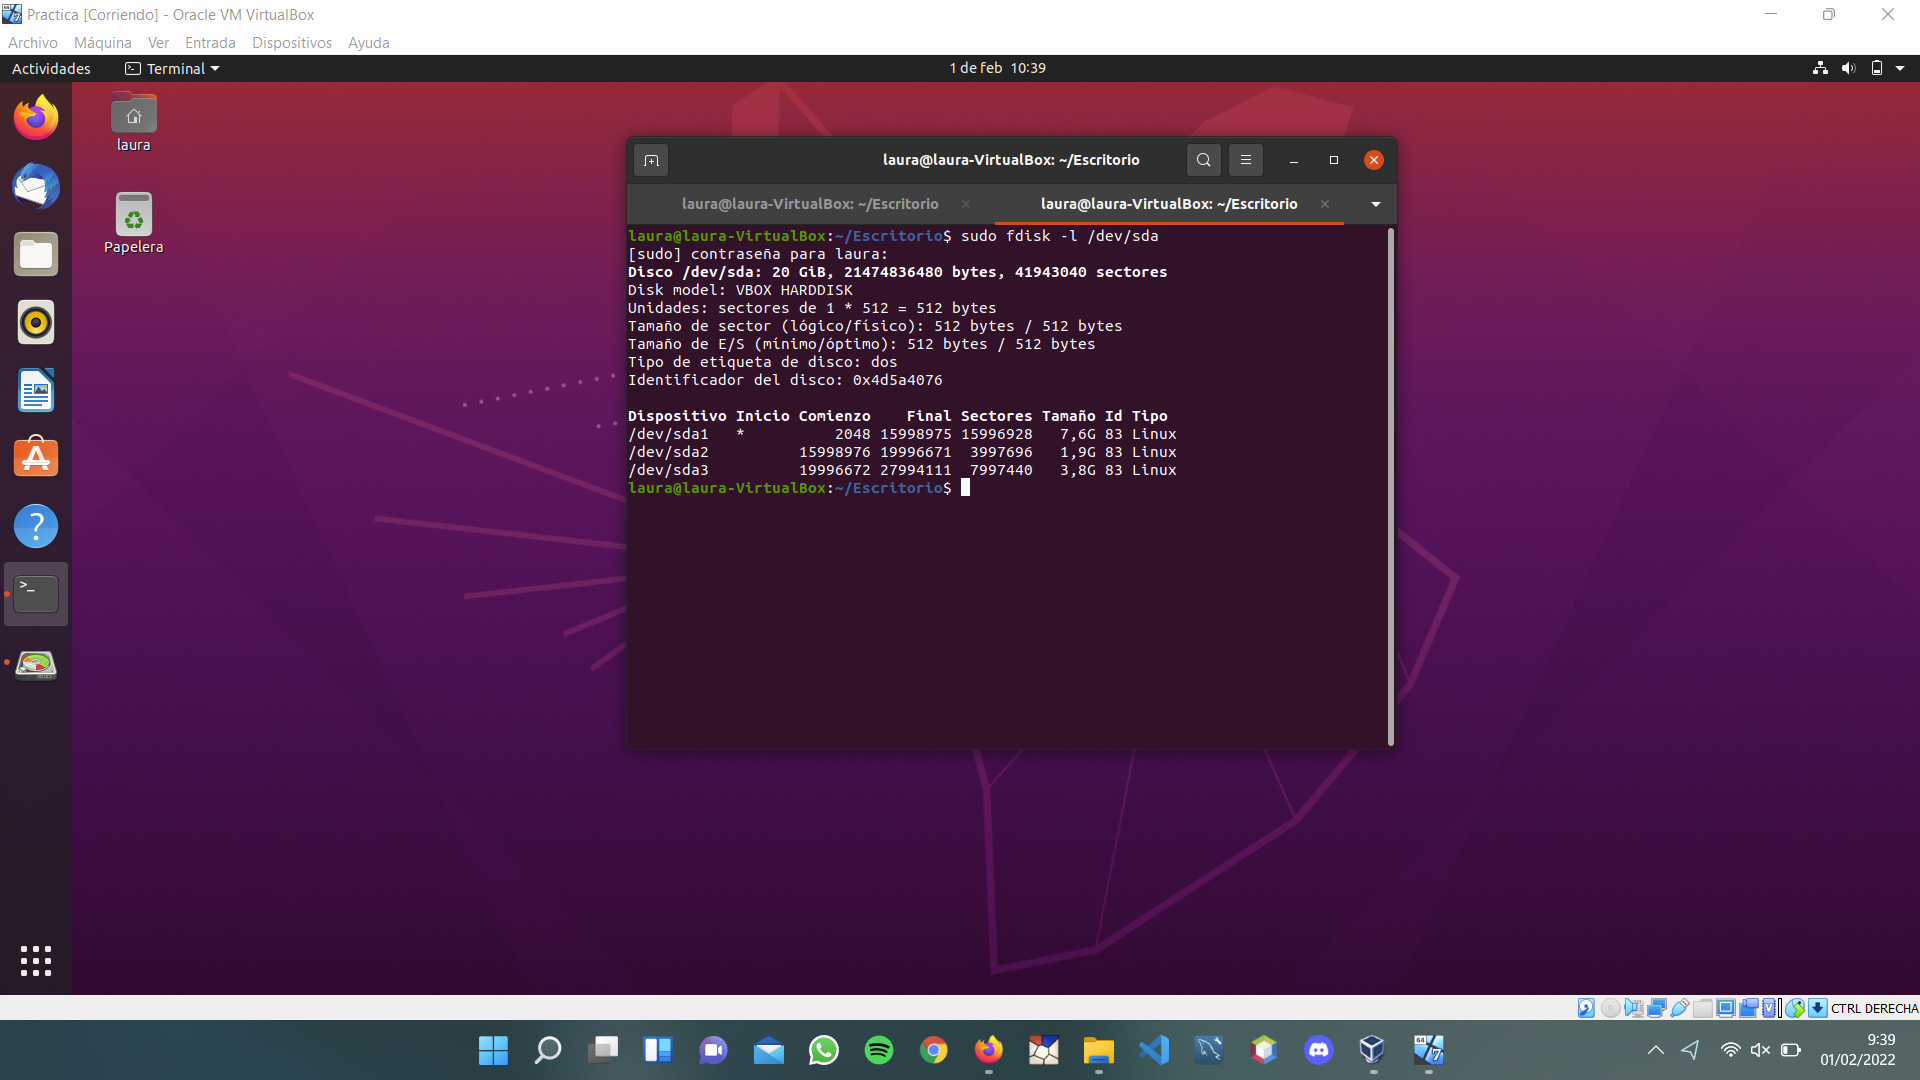 Practica [Corriendo] - Oracle VM VirtualBox
Archivo Máquina Ver Entrada Dispositivos Ayuda
Actividades Terminal 1 de feb 10:39
laura
Papelera
laura@laura-VirtualBox: ~/Escritorio
laura@laura-VirtualBox: ~/Escritorio laura@laura-VirtualBox: ~/Escritorio
laura@laura-VirtualBox:~/Escritorio$ sudo fdisk -l /dev/sda
[sudo] contraseña para laura:
Disco /dev/sda: 20 GiB, 21474836480 bytes, 41943040 sectores
Disk model: VBOX HARDDISK
Unidades: sectores de 1 * 512 = 512 bytes
Tamaño de sector (lógico/físico): 512 bytes / 512 bytes
Tamaño de E/S (mínimo/óptimo): 512 bytes / 512 bytes
Tipo de etiqueta de disco: dos
Identificador del disco: 0x4d5a4076
Dispositivo Inicio Comienzo Final Sectores Tamaño Id Tipo
/dev/sda1 * 2048 15998975 15996928 7,6G 83 Linux
/dev/sda2 15998976 19996671 3997696 1,9G 83 Linux
/dev/sda3 19996672 27994111 7997440 3,8G 83 Linux
laura@laura-VirtualBox:~/Escritorio$
CTRL DERECHA
9:39
01/02/2022